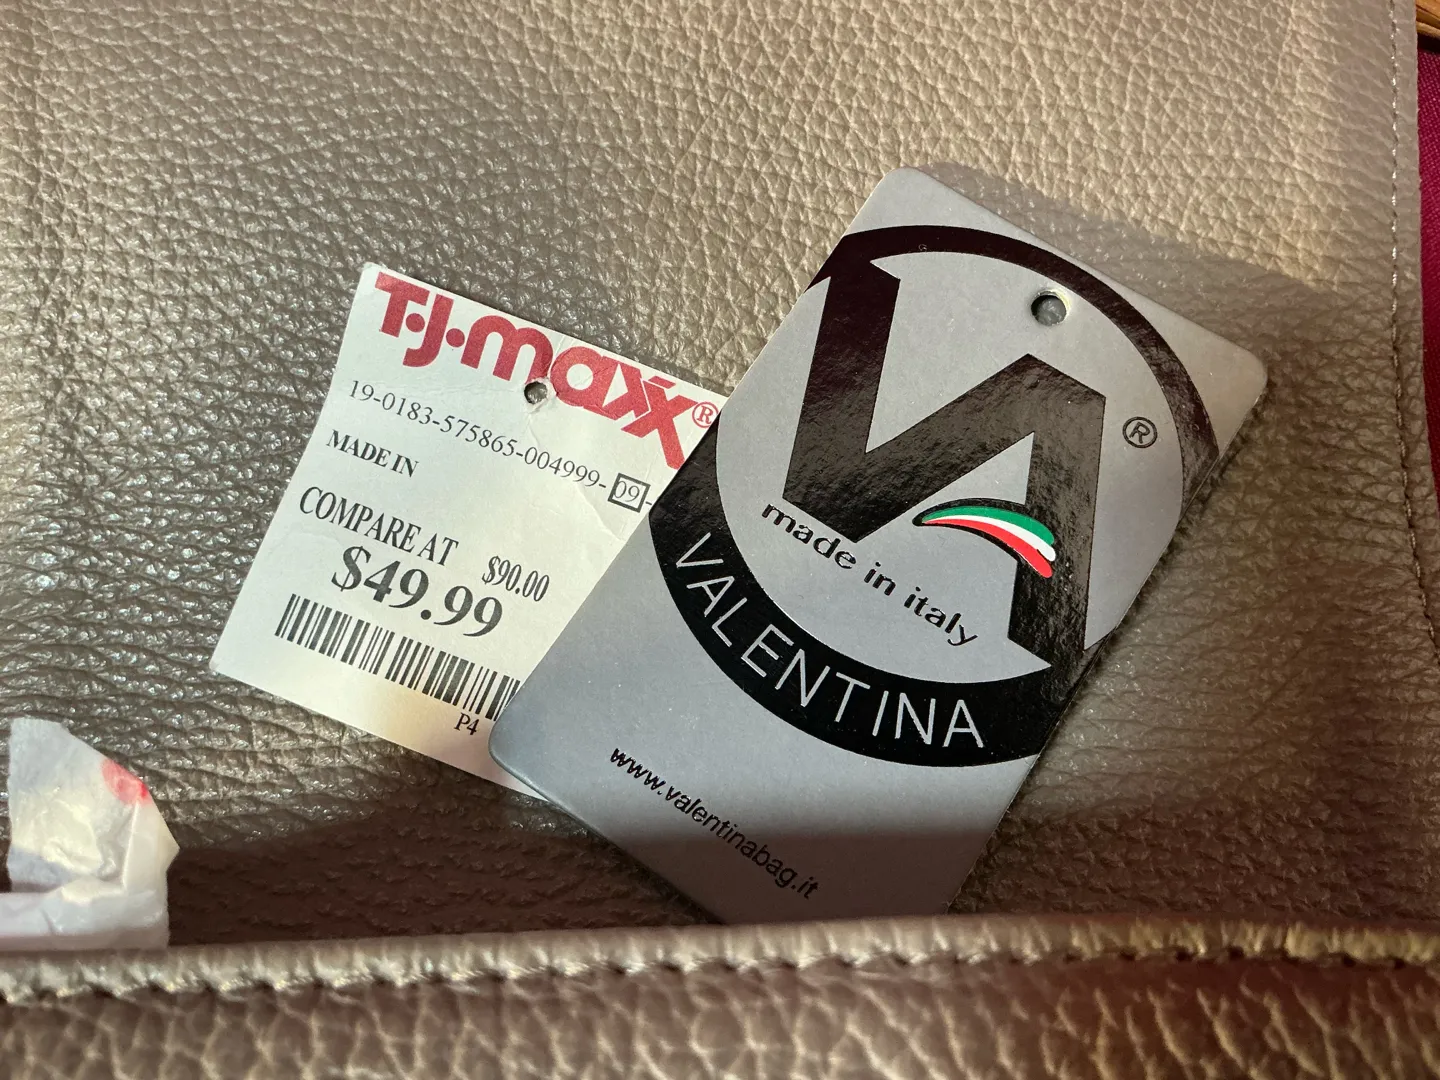 T·J·maxx®
19-0183-575865-004999-09-
MADE IN
COMPARE AT $90.00
$49.99
P4
VA®
made in italy
VALENTINA
www.valentinabag.it